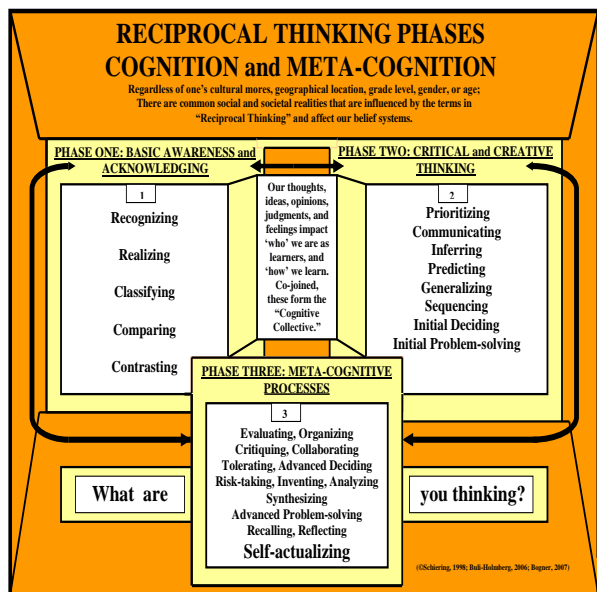 RECIPROCAL THINKING PHASES
COGNITION and META-COGNITION
Regardless of one's cultural mores, geographical location, grade level, gender, or age;
There are common social and societal realities that are influenced by the terms in
"Reciprocal Thinking" and affect our belief systems.
PHASE ONE: BASIC AWARENESS and
ACKNOWLEDGING
1
Recognizing
Realizing
Classifying
Comparing
Contrasting
Our thoughts,
ideas, opinions,
judgments, and
feelings impact
'who' we are as
learners, and
'how' we learn.
Co-joined,
these form the
"Cognitive
Collective."
PHASE TWO: CRITICAL and CREATIVE
THINKING
2
Prioritizing
Communicating
Inferring
Predicting
Generalizing
Sequencing
Initial Deciding
Initial Problem-solving
PHASE THREE: META-COGNITIVE
PROCESSES
3
Evaluating, Organizing
Critiquing, Collaborating
Tolerating, Advanced Deciding
Risk-taking, Inventing, Analyzing
Synthesizing
Advanced Problem-solving
Recalling, Reflecting
Self-actualizing
What are
you thinking?
(©Schiering, 1998; Buli-Holmberg, 2006; Bogner, 2007)